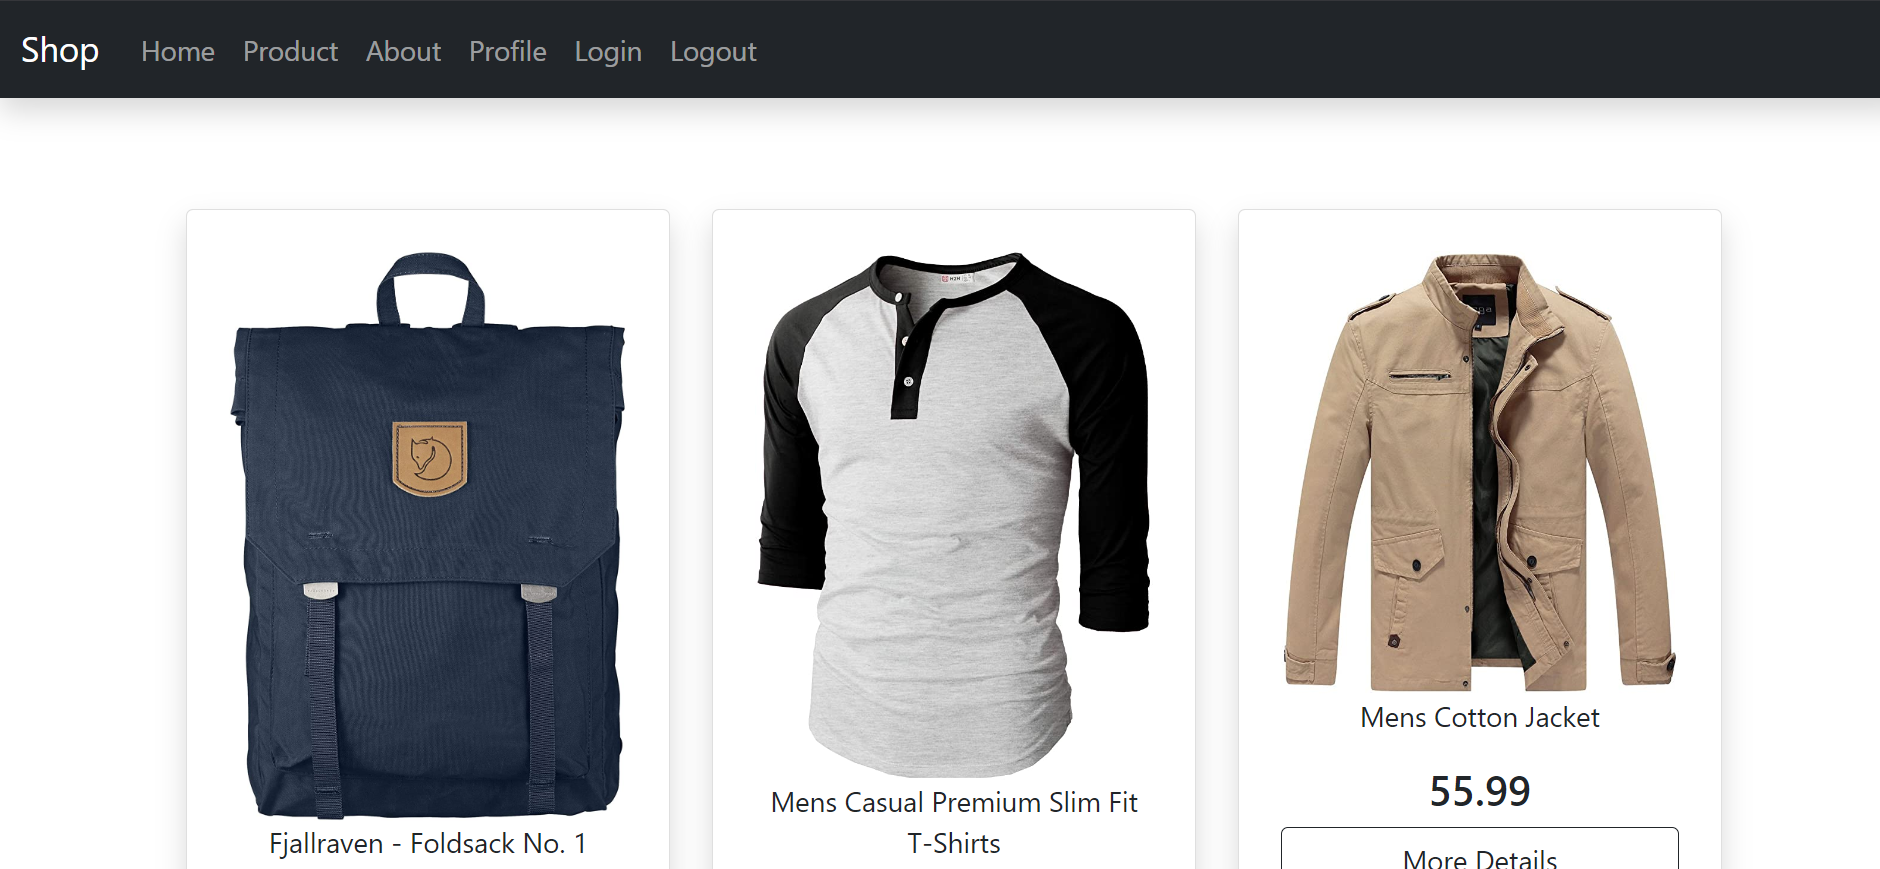 Shop Home Product About Profile Login Logout
Fjallraven - Foldsack No. 1
H2H
Mens Casual Premium Slim Fit
T-Shirts
Mens Cotton Jacket
55.99
More Details